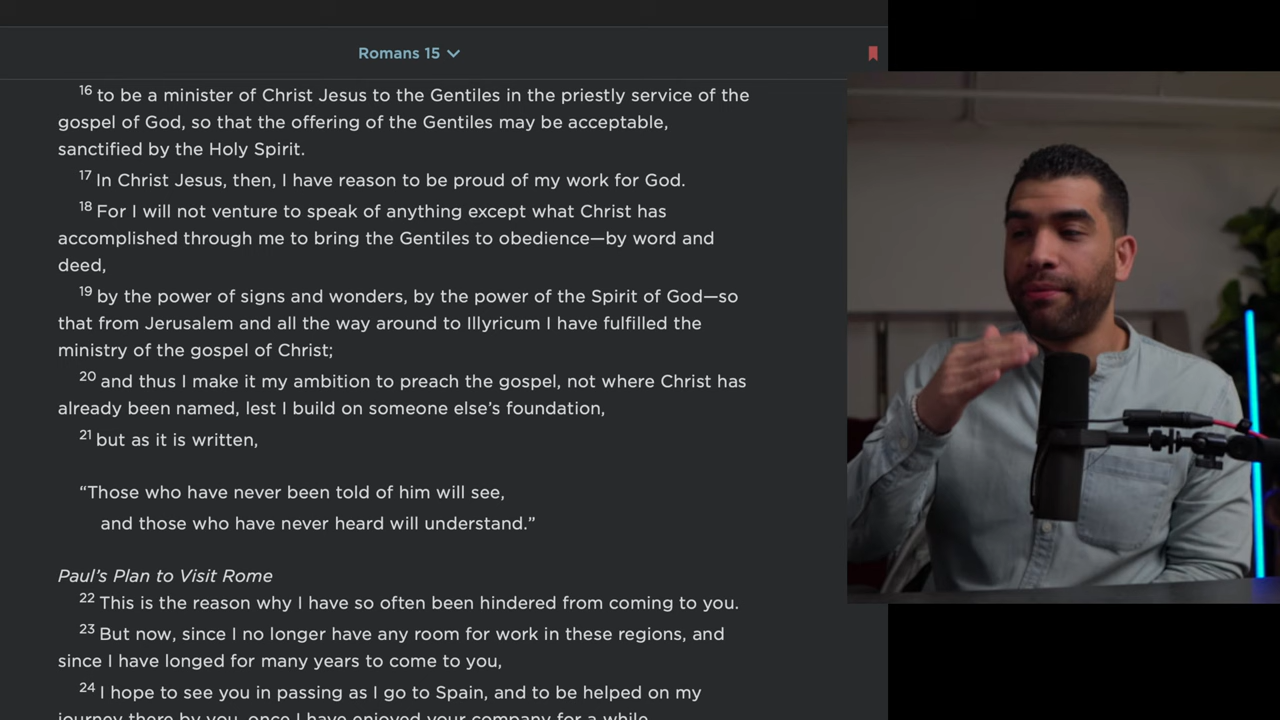 Romans 15
16 to be a minister of Christ Jesus to the Gentiles in the priestly service of the
gospel of God, so that the offering of the Gentiles may be acceptable,
sanctified by the Holy Spirit.
17 In Christ Jesus, then, I have reason to be proud of my work for God.
18 For I will not venture to speak of anything except what Christ has
accomplished through me to bring the Gentiles to obedience—by word and
deed,
19 by the power of signs and wonders, by the power of the Spirit of God—so
that from Jerusalem and all the way around to Illyricum I have fulfilled the
ministry of the gospel of Christ;
20 and thus I make it my ambition to preach the gospel, not where Christ has
already been named, lest I build on someone else’s foundation,
21 but as it is written,
“Those who have never been told of him will see,
and those who have never heard will understand.”
Paul’s Plan to Visit Rome
22 This is the reason why I have so often been hindered from coming to you.
23 But now, since I no longer have any room for work in these regions, and
since I have longed for many years to come to you,
24 I hope to see you in passing as I go to Spain, and to be helped on my
journey there by you, once I have enjoyed your company for a while.